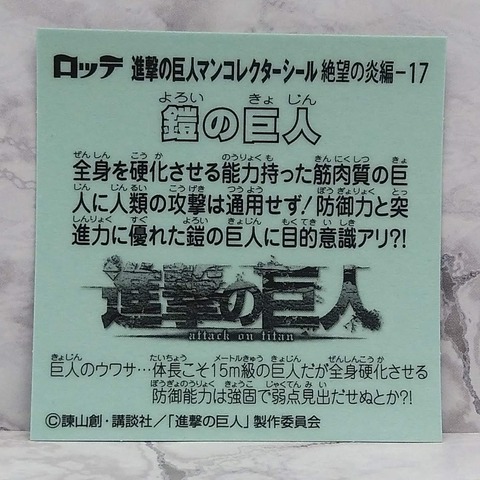 ロッテ 進撃の巨人マンコレクターシール 絶望の炎編-17
よろい きょ じん
鎧の巨人
ぜんしん こう か のうりょくも きんにくしつ きょ
全身を硬化させる能力持った筋肉質の巨
じん じんるい こうげき つうよう ぼうぎょりょく とっ
人に人類の攻撃は通用せず!防御力と突
しんりょく すぐ よろい きょじん もくてき い しき
進力に優れた鎧の巨人に目的意識アリ?!
進撃の巨人
attack on titan
きょじん たいちょう メートルきゅう きょじん ぜんしんこう か
巨人のウワサ…体長こそ15m級の巨人だが全身硬化させる
ぼうぎょのうりょく きょうこ じゃくてん み い
防御能力は強固で弱点見出だせぬとか?!
©諫山創・講談社/「進撃の巨人」製作委員会